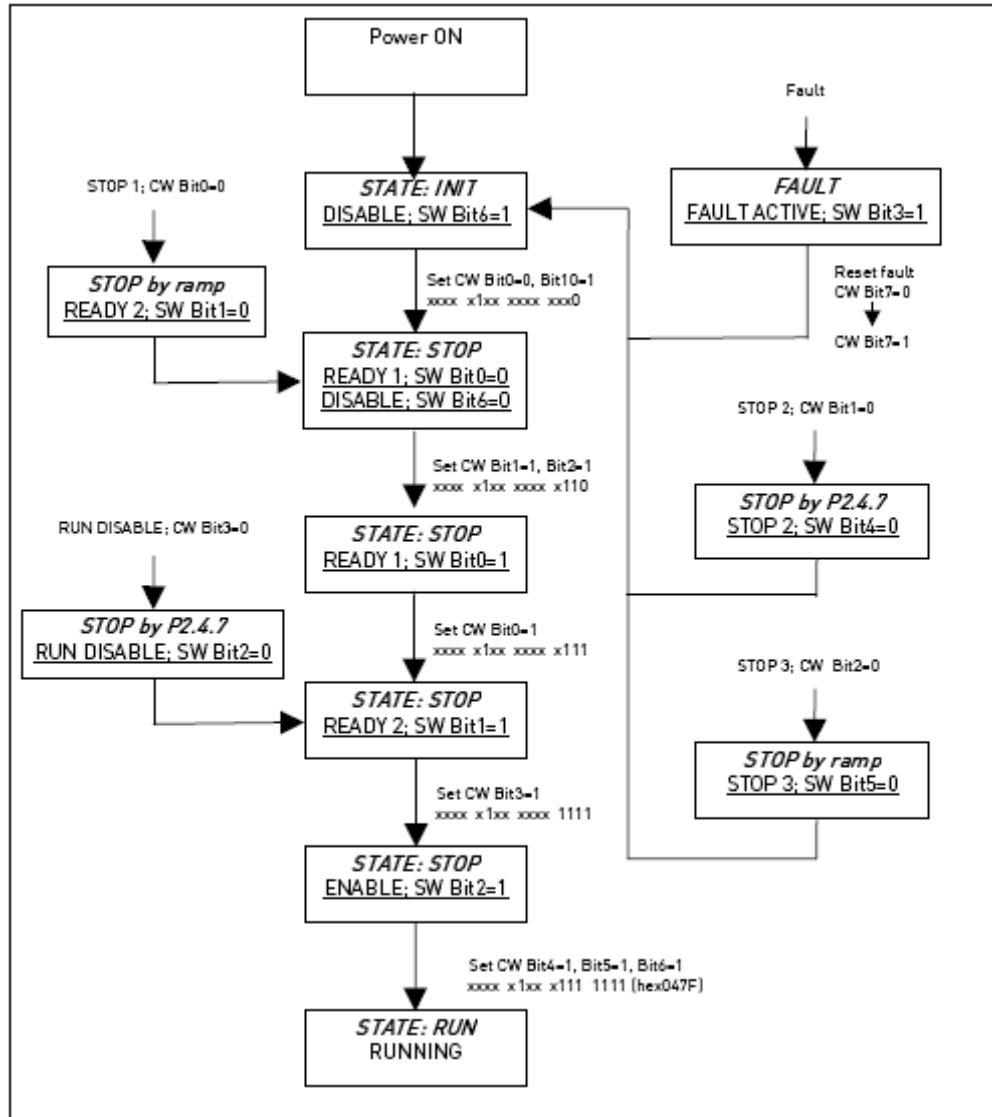 Power ON
Fault
STOP 1; CW Bit0=0
STATE: INIT
DISABLE; SW Bit6=1
FAULT
FAULT ACTIVE; SW Bit3=1
STOP by ramp
READY 2; SW Bit1=0
Set CW Bit0=0, Bit10=1
xxxx x1xx xxxx xxx0
Reset fault
CW Bit7=0
CW Bit7=1
STATE: STOP
READY 1; SW Bit0=0
DISABLE; SW Bit6=0
STOP 2; CW Bit1=0
Set CW Bit1=1, Bit2=1
xxxx x1xx xxxx x110
STOP by P2.4.7
STOP 2; SW Bit4=0
RUN DISABLE; CW Bit3=0
STATE: STOP
READY 1; SW Bit0=1
STOP by P2.4.7
RUN DISABLE; SW Bit2=0
Set CW Bit0=1
xxxx x1xx xxxx x111
STOP 3; CW Bit2=0
STATE: STOP
READY 2; SW Bit1=1
STOP by ramp
STOP 3; SW Bit5=0
Set CW Bit3=1
xxxx x1xx xxxx 1111
STATE: STOP
ENABLE; SW Bit2=1
Set CW Bit4=1, Bit5=1, Bit6=1
xxxx x1xx x111 1111 (hex047F)
STATE: RUN
RUNNING